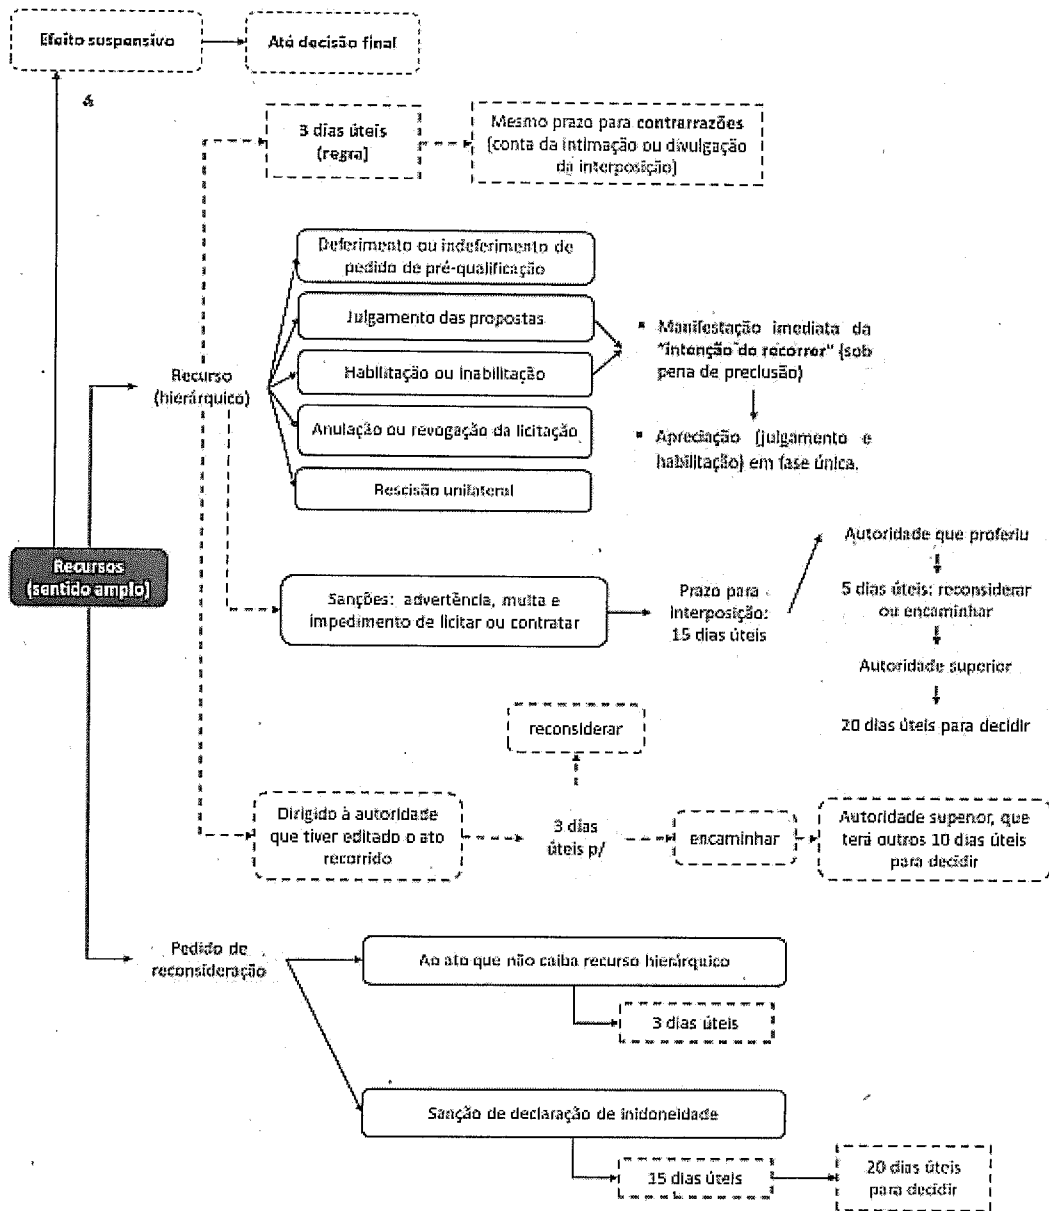 Efeito suspensivo
Até decisão final
&
3 dias úteis
(regra)
Mesmo prazo para contrarrazões
(conta da intimação ou divulgação
da interposição)
Deferimento ou indeferimento de
pedido de pré-qualificação
Julgamento das propostas
Habilitação ou inabilitação
Anulação ou revogação da licitação
Rescisão unilateral
Recurso
(hierárquico)
▪ Manifestação imediata da
"intenção de recorrer" (sob
pena de preclusão)
▪ Apreciação (julgamento e
habilitação) em fase única.
Recursos
(sentido amplo)
Sanções: advertência, multa e
impedimento de licitar ou contratar
Prazo para
interposição:
15 dias úteis
Autoridade que proferiu
5 dias úteis: reconsiderar
ou encaminhar
Autoridade superior
20 dias úteis para decidir
reconsiderar
Dirigido à autoridade
que tiver editado o ato
recorrido
3 dias
úteis p/
encaminhar
Autoridade superior, que
terá outros 10 dias úteis
para decidir
Pedido de
reconsideração
Ao ato que não caiba recurso hierárquico
3 dias úteis
Sanção de declaração de inidoneidade
15 dias úteis
20 dias úteis
para decidir